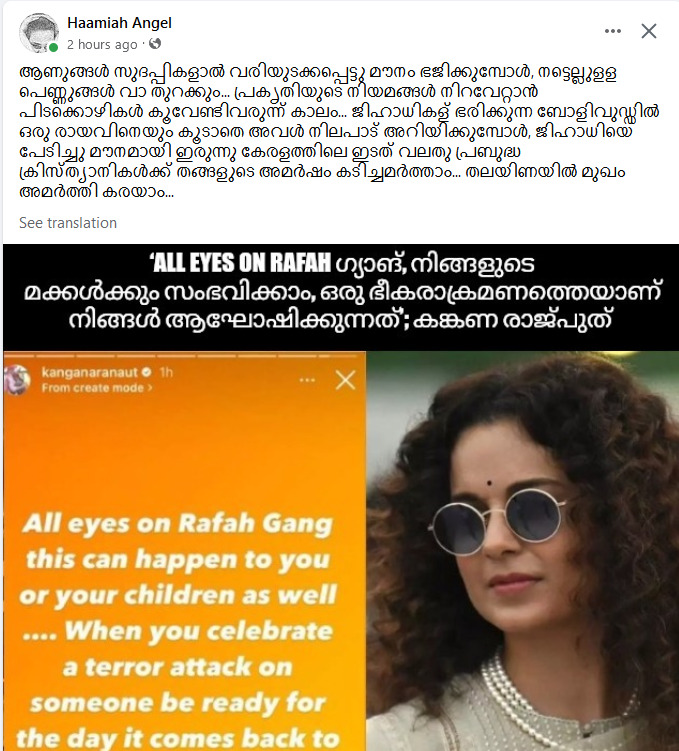 Haamiah Angel
2 hours ago ·
ആണുങ്ങൾ സുദപ്പികളാൽ വരിയുടക്കപ്പെട്ടു മൗനം ഭജിക്കുമ്പോൾ, നട്ടെല്ലുള്ള
പെണ്ണുങ്ങൾ വാ തുറക്കും... പ്രകൃതിയുടെ നിയമങ്ങൾ നിറവേറ്റാൻ
പിടക്കൊഴികൾ കൂവേണ്ടിവരുന്ന് കാലം... ജിഹാധികള് ഭരിക്കുന്ന ബോളിവുഡ്ഡിൽ
ഒരു രായവിനെയും കൂടാതെ അവൾ നിലപാട് അറിയിക്കുമ്പോൾ, ജിഹാധിയെ
പേടിച്ചു മൗനമായി ഇരുന്നു കേരളത്തിലെ ഇടത് വലതു പ്രബുദ്ധ
ക്രിസ്ത്യാനികൾക്ക് തങ്ങളുടെ അമർഷം കടിച്ചമർത്താം... തലയിണയിൽ മുഖം
അമർത്തി കരയാം...
See translation
‘ALL EYES ON RAFAH ഗ്യാങ്, നിങ്ങളുടെ
മക്കൾക്കും സംഭവിക്കാം, ഒരു ഭീകരാക്രമണത്തെയാണ്
നിങ്ങൾ ആഘോഷിക്കുന്നത്’; കങ്കണ രാജ്പുത്
kanganaranaut 1h
From create mode >
All eyes on Rafah Gang
this can happen to you
or your children as well
.... When you celebrate
a terror attack on
someone be ready for
the day it comes back to